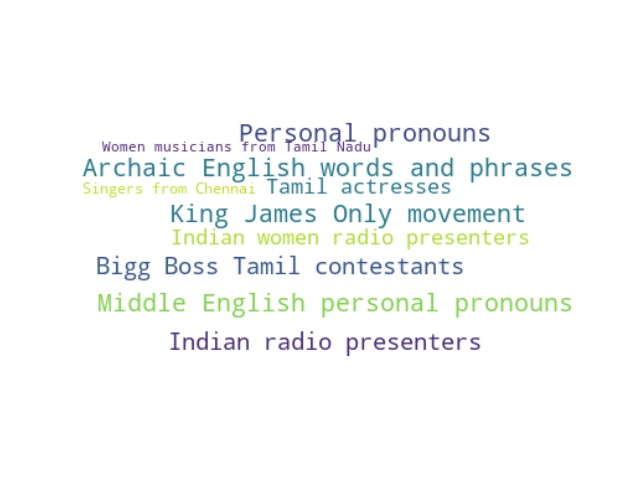 Personal pronouns
Women musicians from Tamil Nadu
Archaic English words and phrases
Singers from Chennai
Tamil actresses
King James Only movement
Indian women radio presenters
Bigg Boss Tamil contestants
Middle English personal pronouns
Indian radio presenters